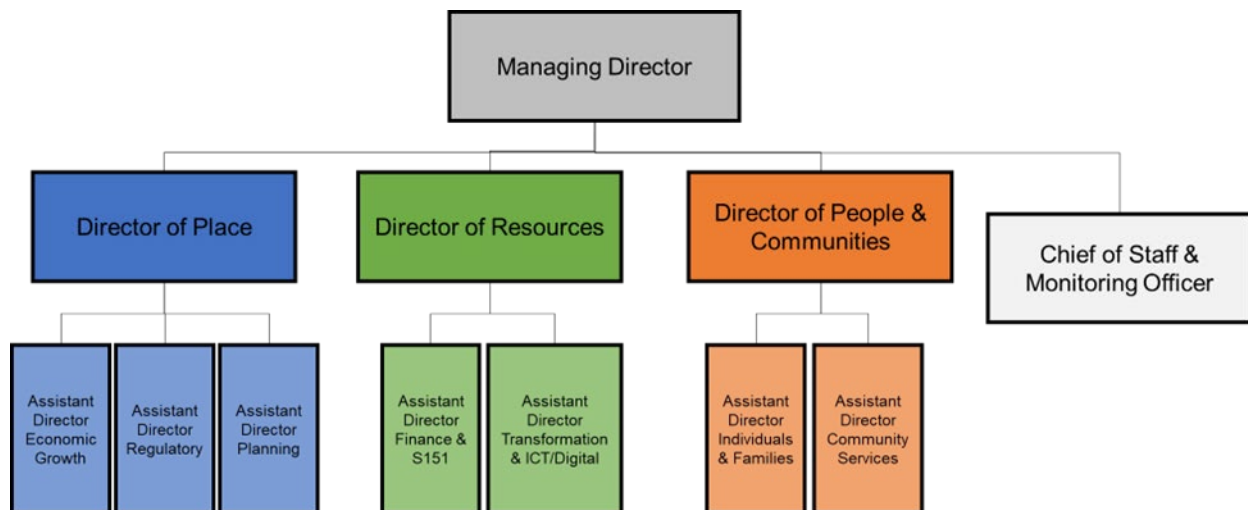 Managing Director
Director of Place
Director of Resources
Director of People &
Communities
Chief of Staff &
Monitoring Officer
Assistant
Director
Economic
Growth
Assistant
Director
Regulatory
Assistant
Director
Planning
Assistant
Director
Finance &
S151
Assistant
Director
Transformation
& ICT/Digital
Assistant
Director
Individuals
& Families
Assistant
Director
Community
Services